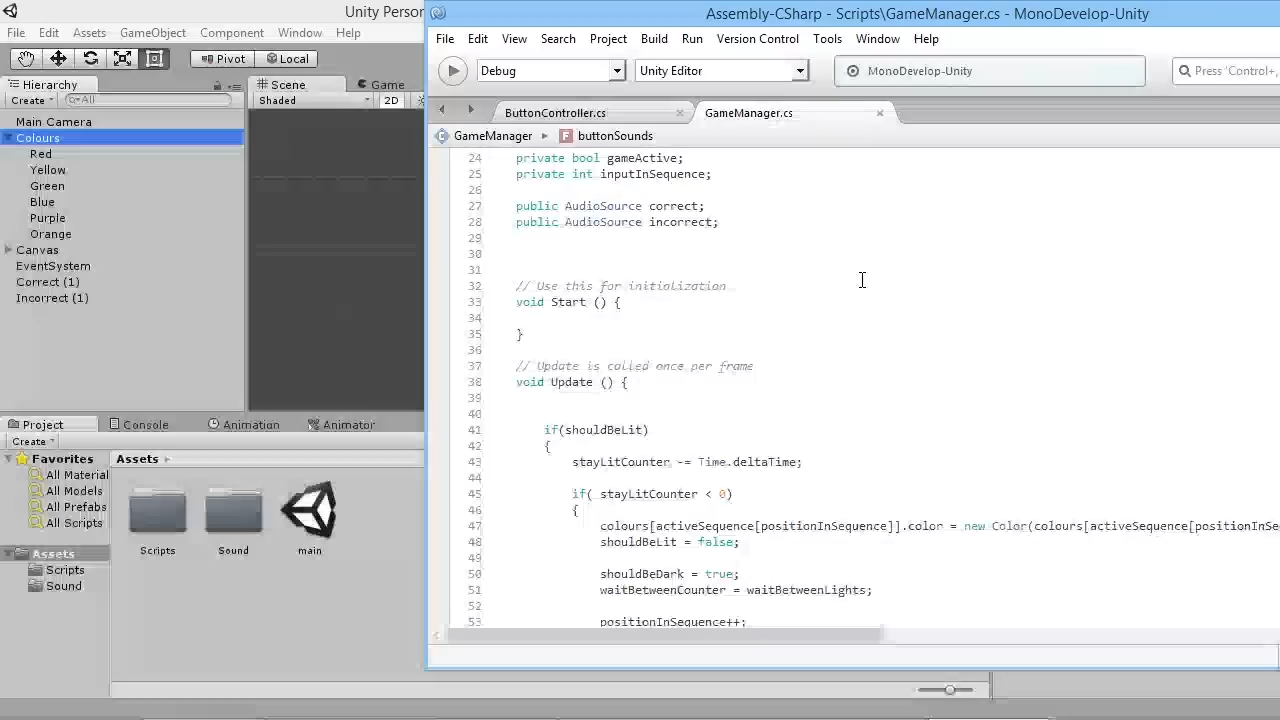 Unity Person
File Edit Assets GameObject Component Window Help
Pivot Local
Hierarchy
Create All
Main Camera
Colours
Red
Yellow
Green
Blue
Purple
Orange
Canvas
EventSystem
Correct (1)
Incorrect (1)
Scene Game
Shaded 2D
Project Console Animation Animator
Create
Favorites
All Material
All Models
All Prefabs
All Scripts
Assets
Scripts
Sound
Assets
Scripts Sound main
Assembly-CSharp - Scripts\GameManager.cs - MonoDevelop-Unity
File Edit View Search Project Build Run Version Control Tools Window Help
Debug Unity Editor MonoDevelop-Unity Press 'Control+,
ButtonController.cs GameManager.cs
GameManager buttonSounds
24 private bool gameActive;
25 private int inputInSequence;
26
27 public AudioSource correct;
28 public AudioSource incorrect;
29
30
31
32 // Use this for initialization
33 void Start () {
34
35 }
36
37 // Update is called once per frame
38 void Update () {
39
40
41 if(shouldBeLit)
42 {
43 stayLitCounter -= Time.deltaTime;
44
45 if( stayLitCounter < 0)
46 {
47 colours[activeSequence[positionInSequence]].color = new Color(colours[activeSequence[positionInSe
48 shouldBeLit = false;
49
50 shouldBeDark = true;
51 waitBetweenCounter = waitBetweenLights;
52
53 positionInSequence++;